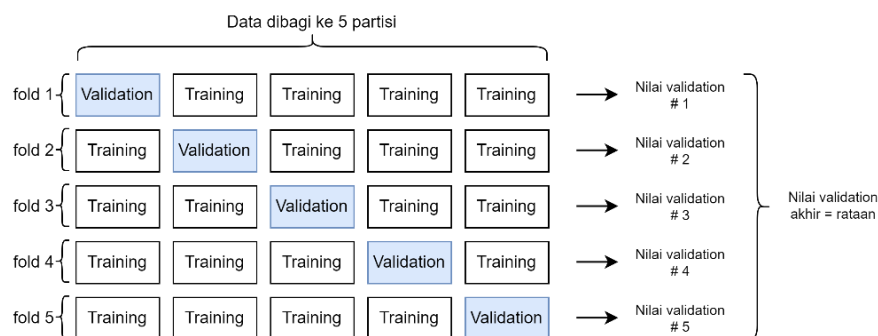 Data dibagi ke 5 partisi
fold 1 Validation Training Training Training Training Nilai validation
# 1
fold 2 Training Validation Training Training Training Nilai validation
# 2
fold 3 Training Training Validation Training Training Nilai validation
# 3
Nilai validation
akhir = rataan
fold 4 Training Training Training Validation Training Nilai validation
# 4
fold 5 Training Training Training Training Validation Nilai validation
# 5